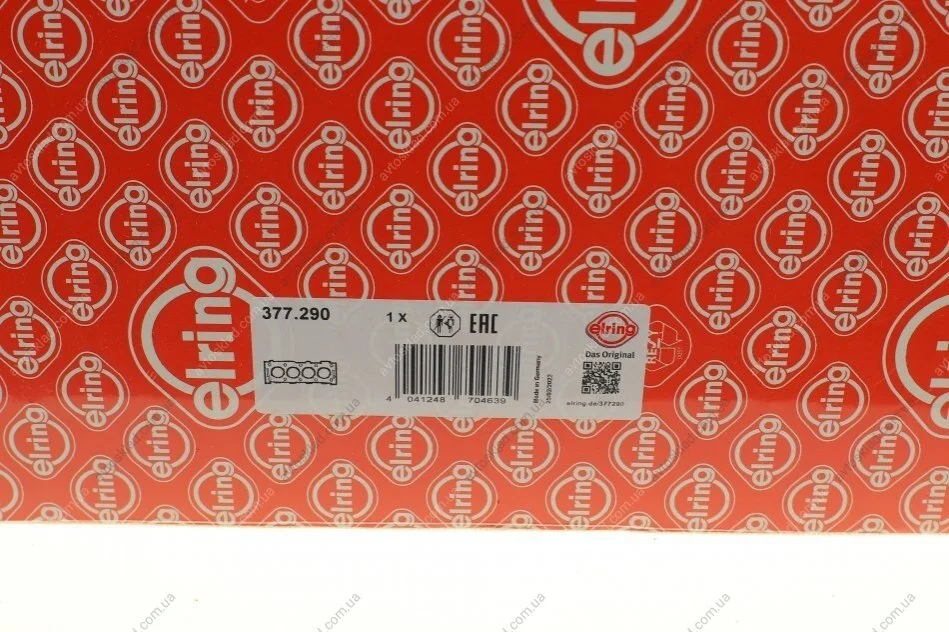 377.290
1 X
EAC
elring
Das Original
4 041248 704639
Made in Germany
elring.de/377290